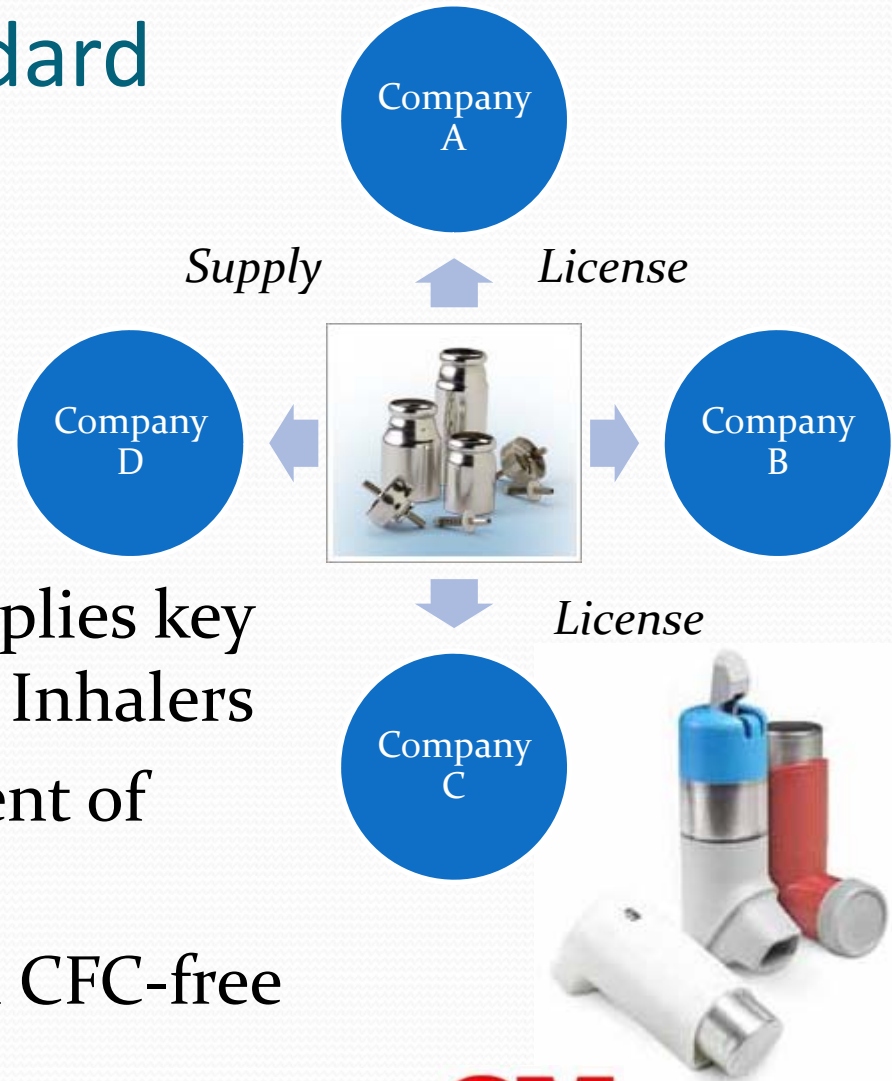 dard
Company
A
Supply License
Company
D
Company
B
plies key
License
Inhalers
Company
C
ent of
CFC-free